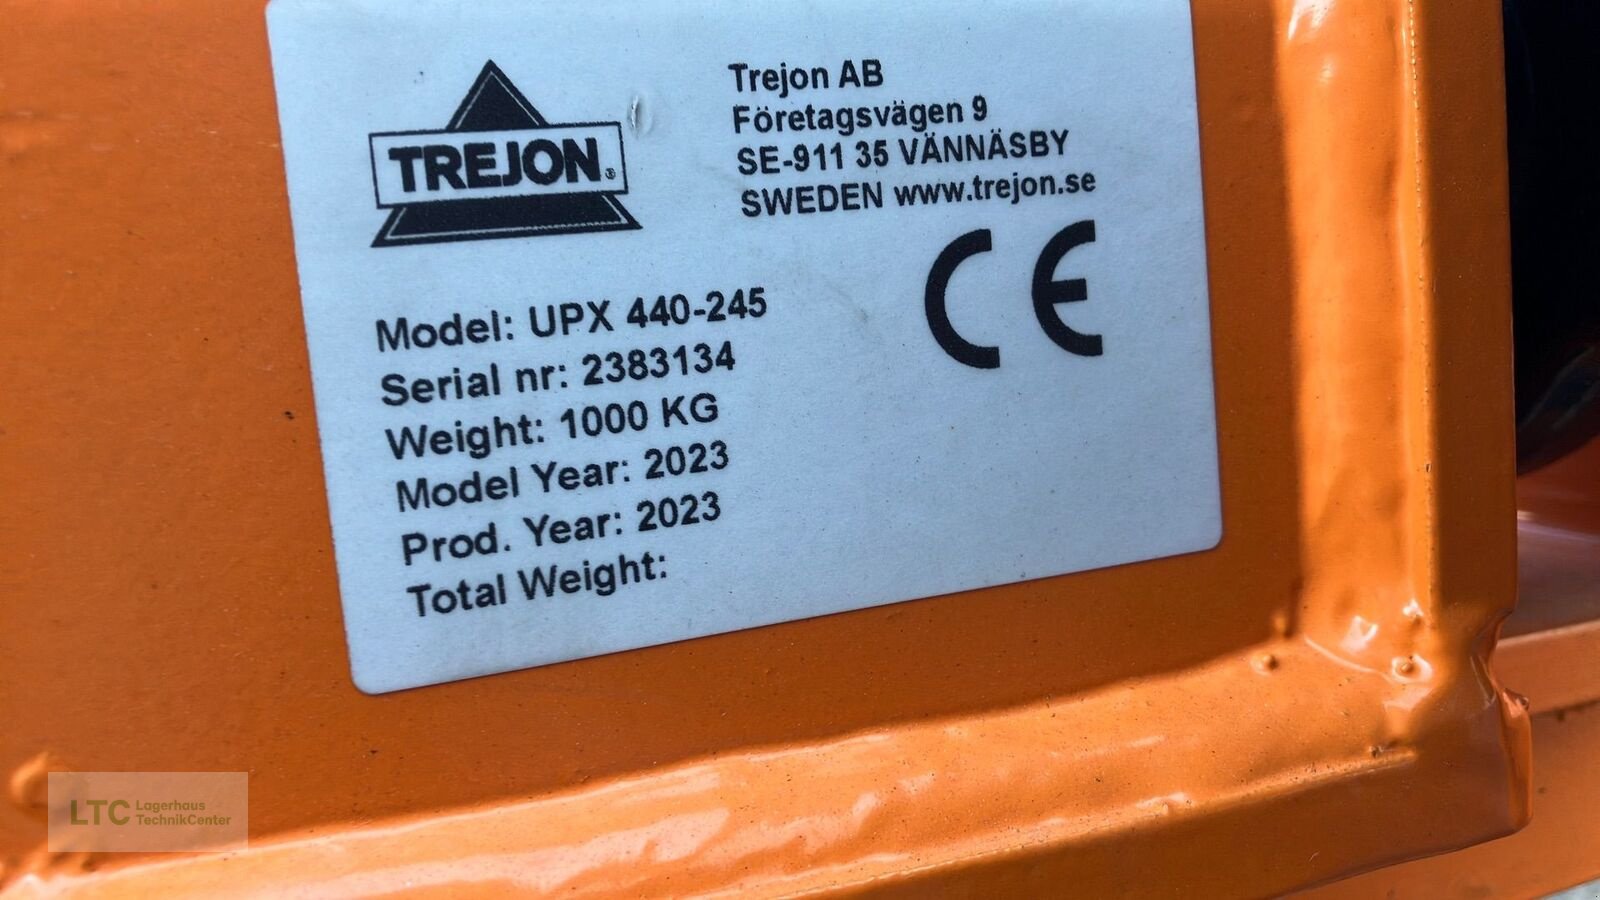 TREJON®
Trejon AB
Företagsvägen 9
SE-911 35 VÄNNÄSBY
SWEDEN www.trejon.se
CE
Model: UPX 440-245
Serial nr: 2383134
Weight: 1000 KG
Model Year: 2023
Prod. Year: 2023
Total Weight:
LTC Lagerhaus
TechnikCenter